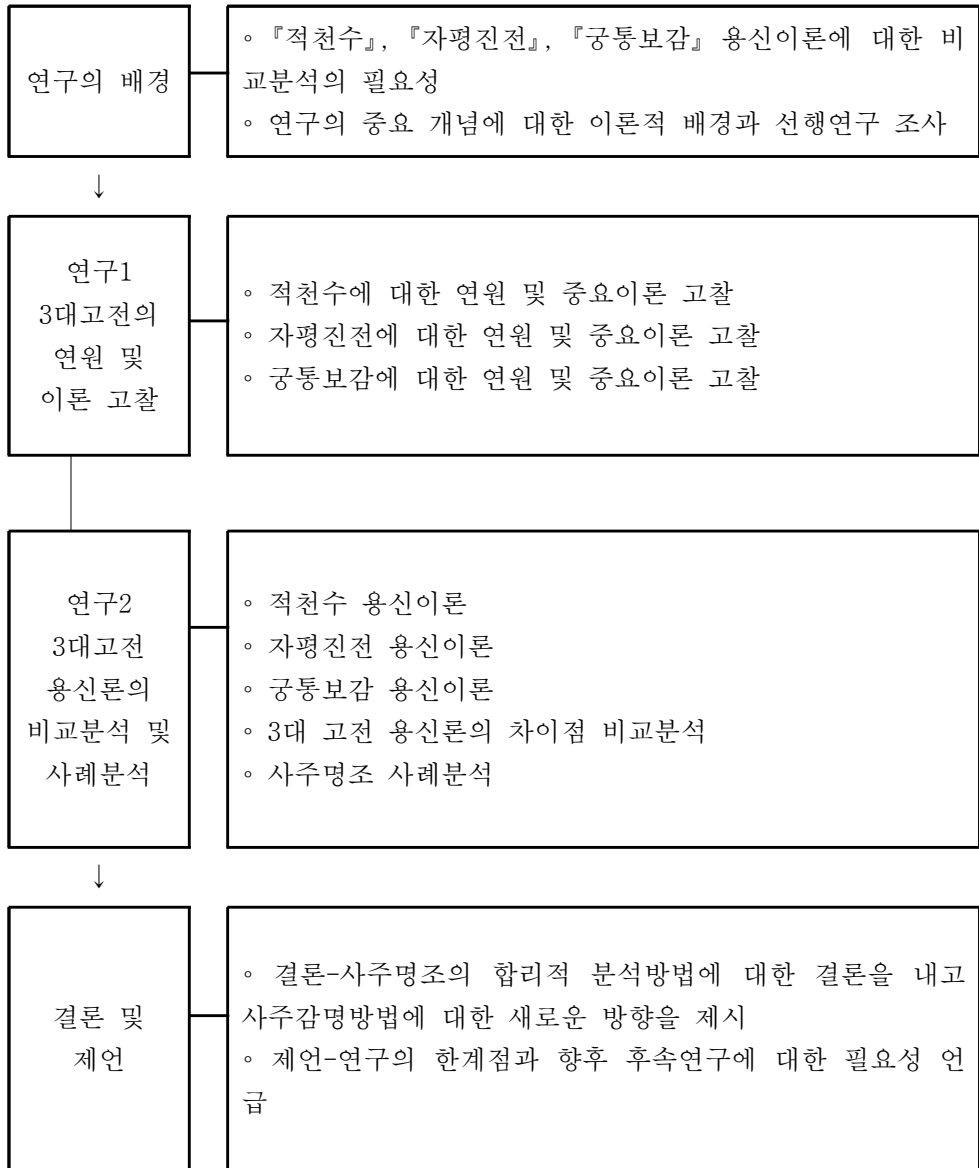 연구의 배경
◦ 『적천수』, 『자평진전』, 『궁통보감』 용신이론에 대한 비
교분석의 필요성
◦ 연구의 중요 개념에 대한 이론적 배경과 선행연구 조사
↓
연구1
3대고전의
연원 및
이론 고찰
◦ 적천수에 대한 연원 및 중요이론 고찰
◦ 자평진전에 대한 연원 및 중요이론 고찰
◦ 궁통보감에 대한 연원 및 중요이론 고찰
연구2
3대고전
용신론의
비교분석 및
사례분석
◦ 적천수 용신이론
◦ 자평진전 용신이론
◦ 궁통보감 용신이론
◦ 3대 고전 용신론의 차이점 비교분석
◦ 사주명조 사례분석
↓
결론 및
제언
◦ 결론-사주명조의 합리적 분석방법에 대한 결론을 내고
사주감명방법에 대한 새로운 방향을 제시
◦ 제언-연구의 한계점과 향후 후속연구에 대한 필요성 언
급